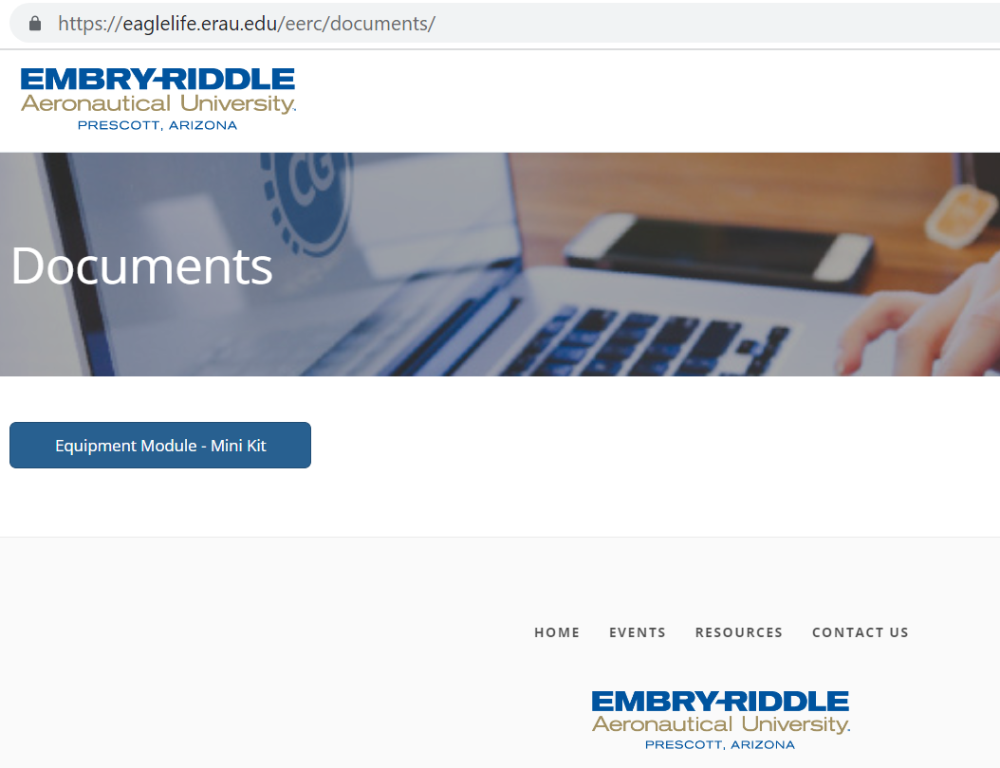 https://eaglelife.erau.edu/eerc/documents/
EMBRY-RIDDLE
Aeronautical University.
PRESCOTT, ARIZONA
CG
Documents
Equipment Module - Mini Kit
HOME EVENTS RESOURCES CONTACT US
EMBRY-RIDDLE
Aeronautical University.
PRESCOTT, ARIZONA